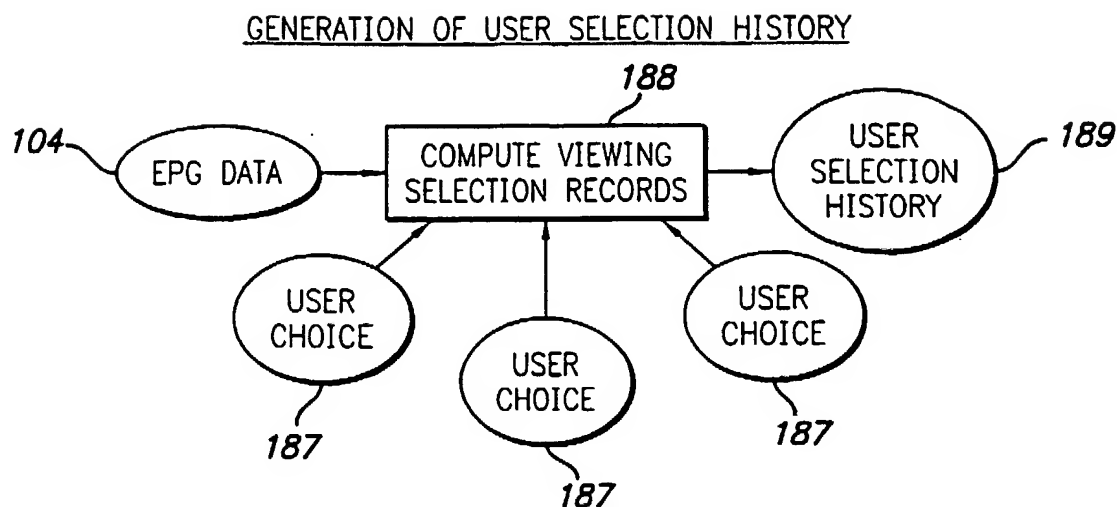 GENERATION OF USER SELECTION HISTORY
188
104
EPG DATA
COMPUTE VIEWING
SELECTION RECORDS
USER
SELECTION
HISTORY
189
USER
CHOICE
187
USER
CHOICE
187
USER
CHOICE
187